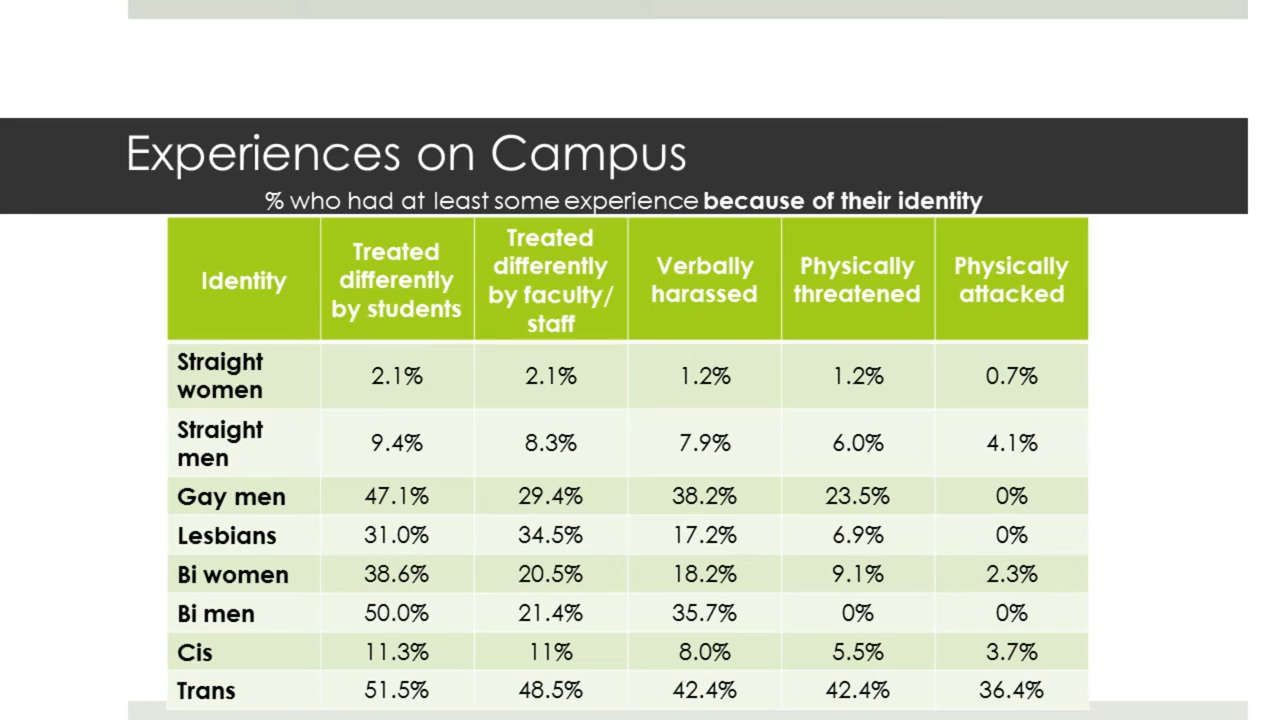 Experiences on Campus
% who had at least some experience because of their identity
Identity
Treated
differently
by students
Treated
differently
by faculty/
staff
Verbally
harassed
Physically
threatened
Physically
attacked
Straight
women
2.1% 2.1% 1.2% 1.2% 0.7%
Straight
men
9.4% 8.3% 7.9% 6.0% 4.1%
Gay men 47.1% 29.4% 38.2% 23.5% 0%
Lesbians 31.0% 34.5% 17.2% 6.9% 0%
Bi women 38.6% 20.5% 18.2% 9.1% 2.3%
Bi men 50.0% 21.4% 35.7% 0% 0%
Cis 11.3% 11% 8.0% 5.5% 3.7%
Trans 51.5% 48.5% 42.4% 42.4% 36.4%